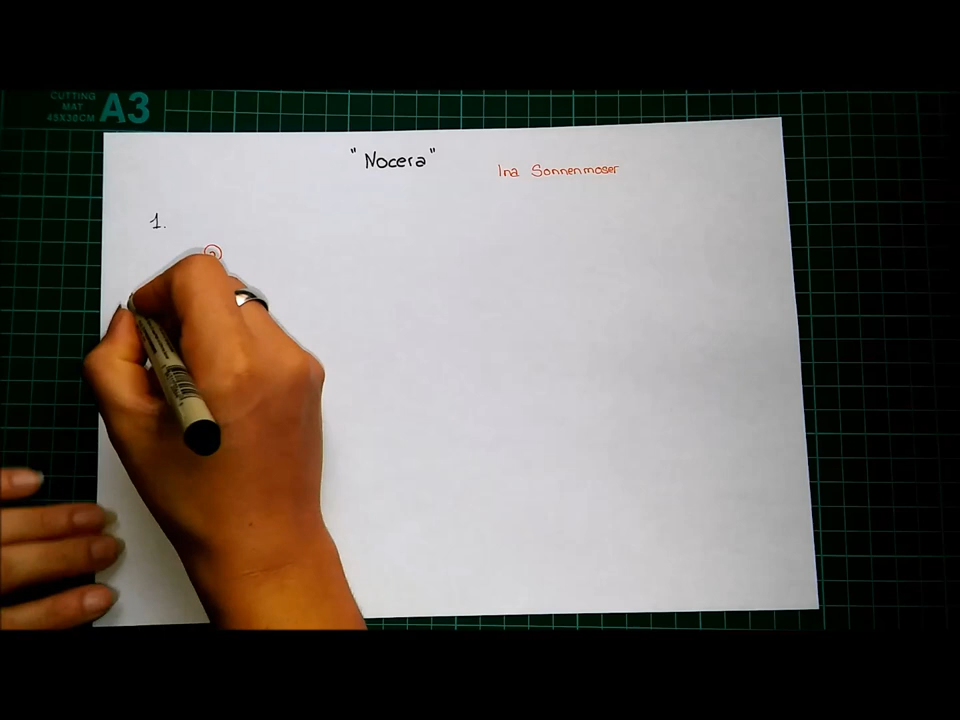 CUTTING
MAT
45X30CM
A3
"Nocera"
Ina Sonnenmoser
1.